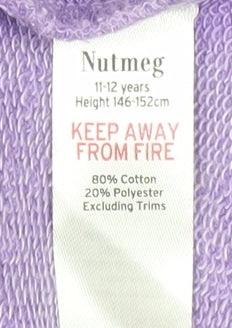 Nutmeg
11-12 years
Height 146-152cm
KEEP AWAY
FROM FIRE
80% Cotton
20% Polyester
Excluding Trims